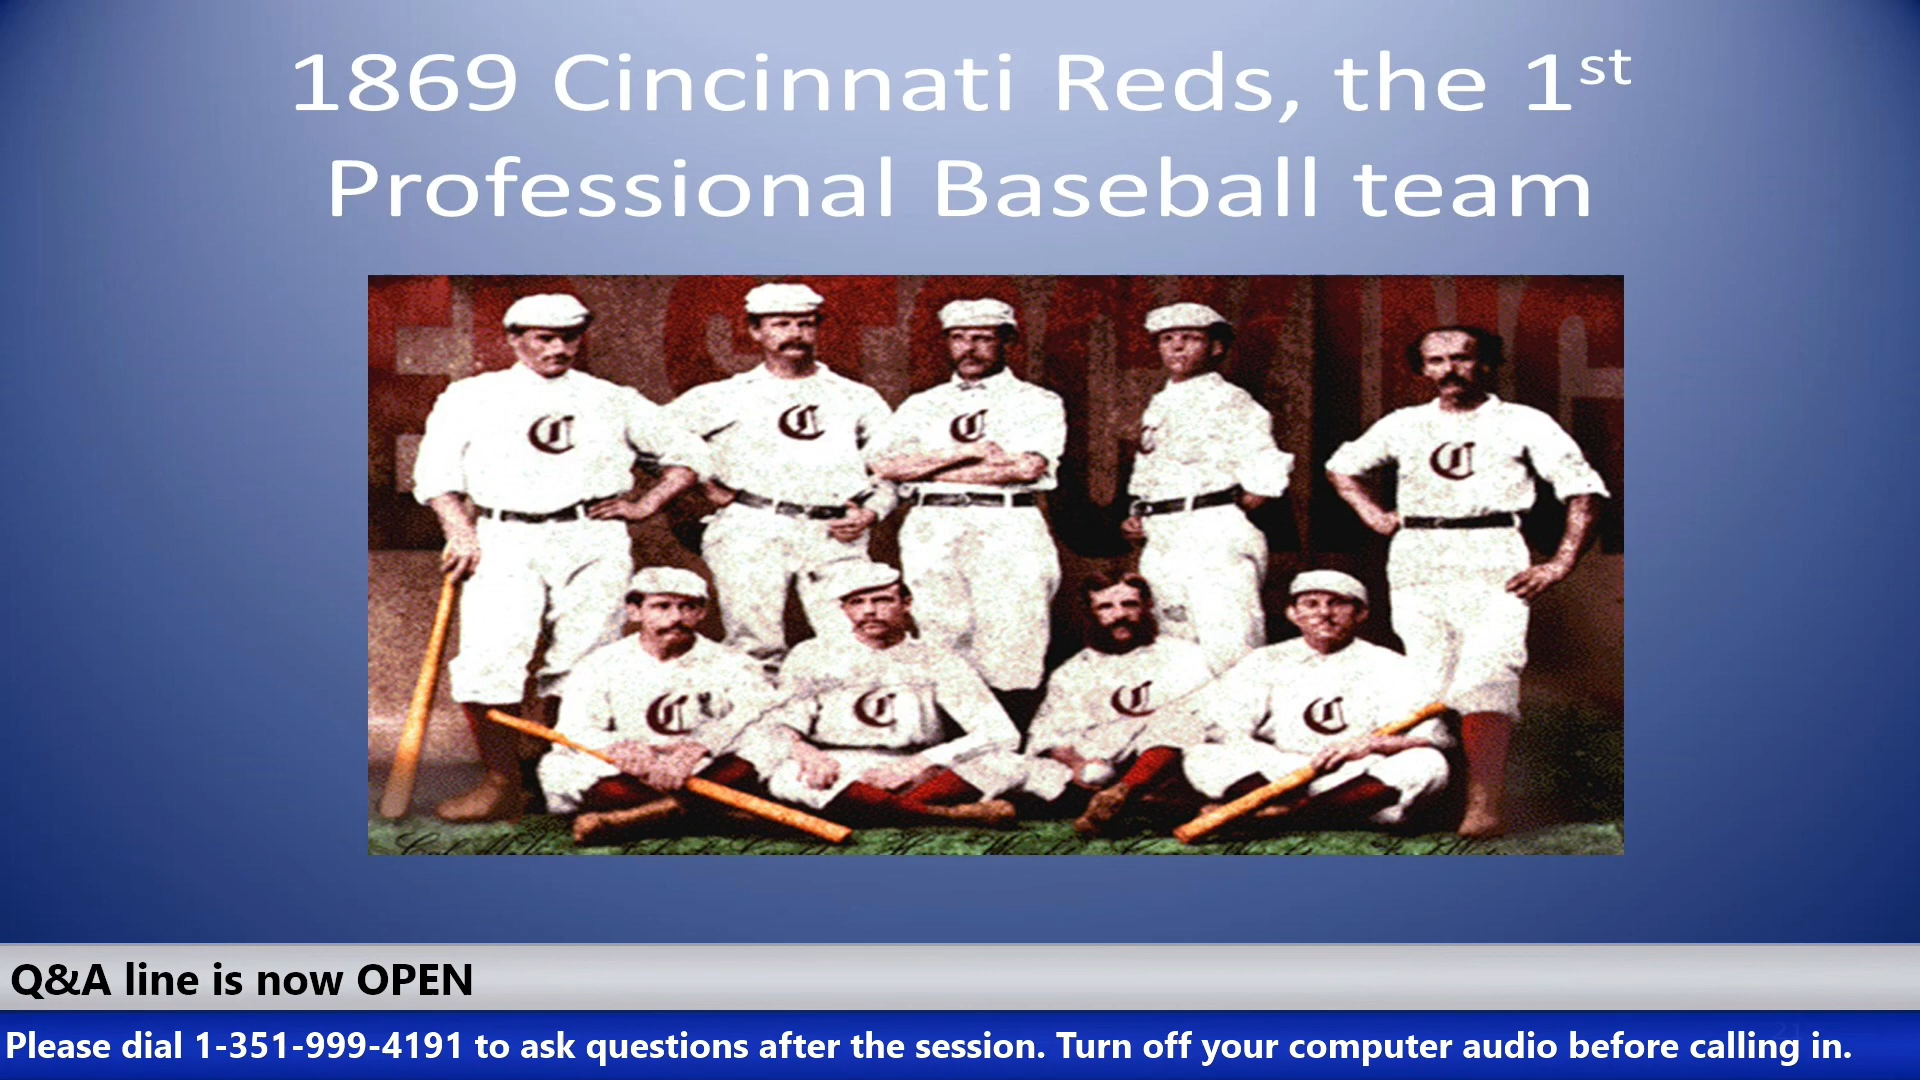 1869 Cincinnati Reds, the 1st
Professional Baseball team
C C C C C
C C C C
Q&A line is now OPEN
Please dial 1-351-999-4191 to ask questions after the session. Turn off your computer audio before calling in.